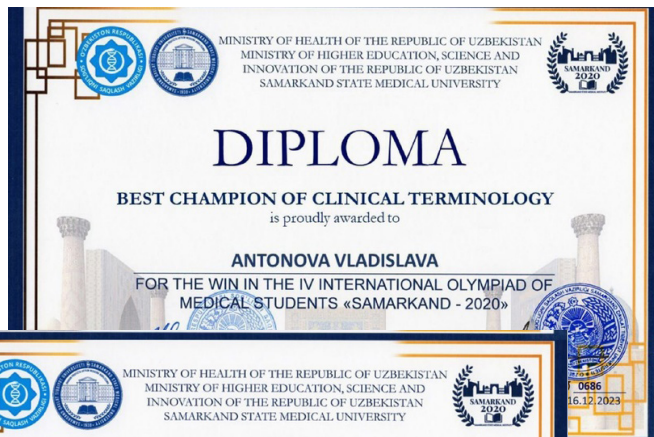 MINISTRY OF HEALTH OF THE REPUBLIC OF UZBEKISTAN
MINISTRY OF HIGHER EDUCATION, SCIENCE AND
INNOVATION OF THE REPUBLIC OF UZBEKISTAN
SAMARKAND STATE MEDICAL UNIVERSITY
SAMARKAND
2020
DIPLOMA
BEST CHAMPION OF CLINICAL TERMINOLOGY
is proudly awarded to
ANTONOVA VLADISLAVA
FOR THE WIN IN THE IV INTERNATIONAL OLYMPIAD OF
MEDICAL STUDENTS «SAMARKAND - 2020»
0686
16.12.2023
MINISTRY OF HEALTH OF THE REPUBLIC OF UZBEKISTAN
MINISTRY OF HIGHER EDUCATION, SCIENCE AND
INNOVATION OF THE REPUBLIC OF UZBEKISTAN
SAMARKAND STATE MEDICAL UNIVERSITY
SAMARKAND
2020